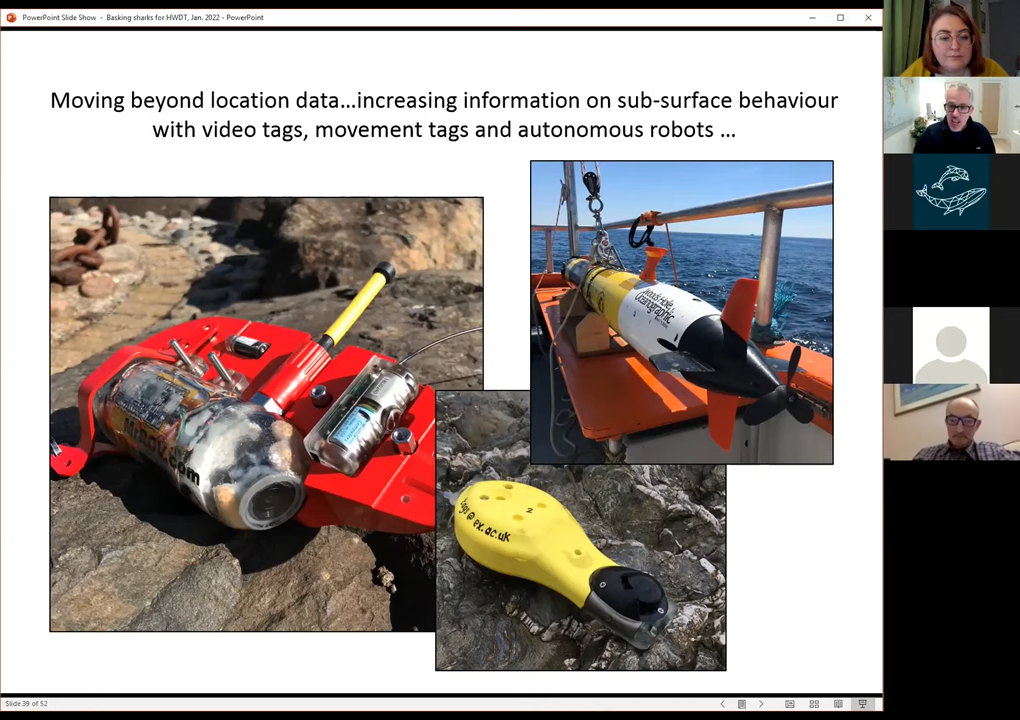 PowerPoint Slide Show - Basking sharks for HWDT, Jan. 2022 - PowerPoint
Moving beyond location data...increasing information on sub-surface behaviour
with video tags, movement tags and autonomous robots ...
Woods Hole
Oceanographic
tags @ ex.ac.uk
Slide 39 of 52